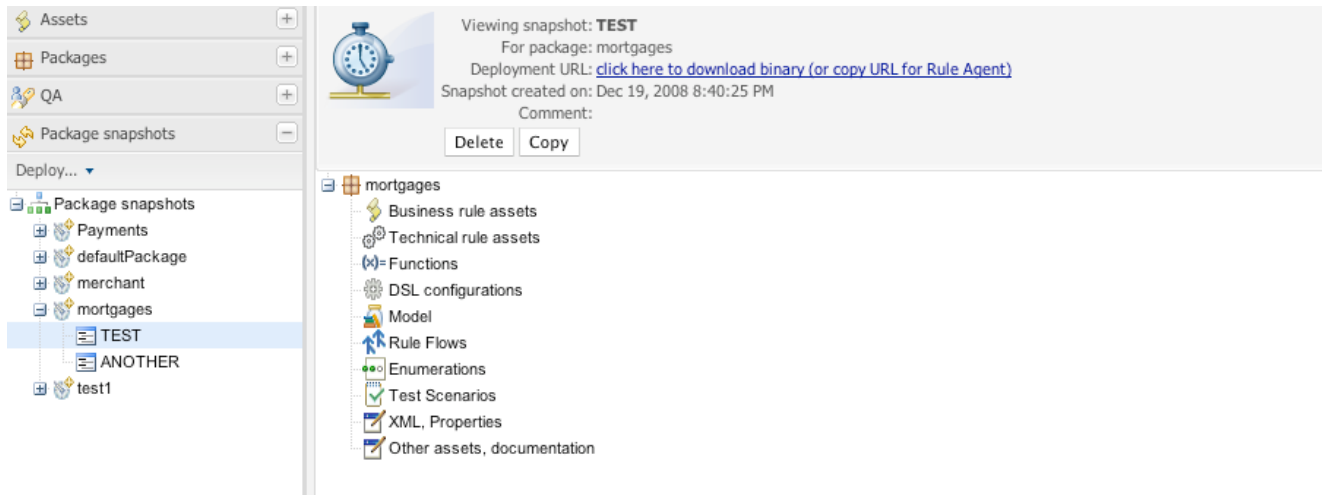 Assets
Packages
QA
Package snapshots
Deploy...
Package snapshots
Payments
defaultPackage
merchant
mortgages
TEST
ANOTHER
test1
Viewing snapshot: TEST
For package: mortgages
Deployment URL: click here to download binary (or copy URL for Rule Agent)
Snapshot created on: Dec 19, 2008 8:40:25 PM
Comment:
Delete Copy
mortgages
Business rule assets
Technical rule assets
(x)= Functions
DSL configurations
Model
Rule Flows
Enumerations
Test Scenarios
XML, Properties
Other assets, documentation